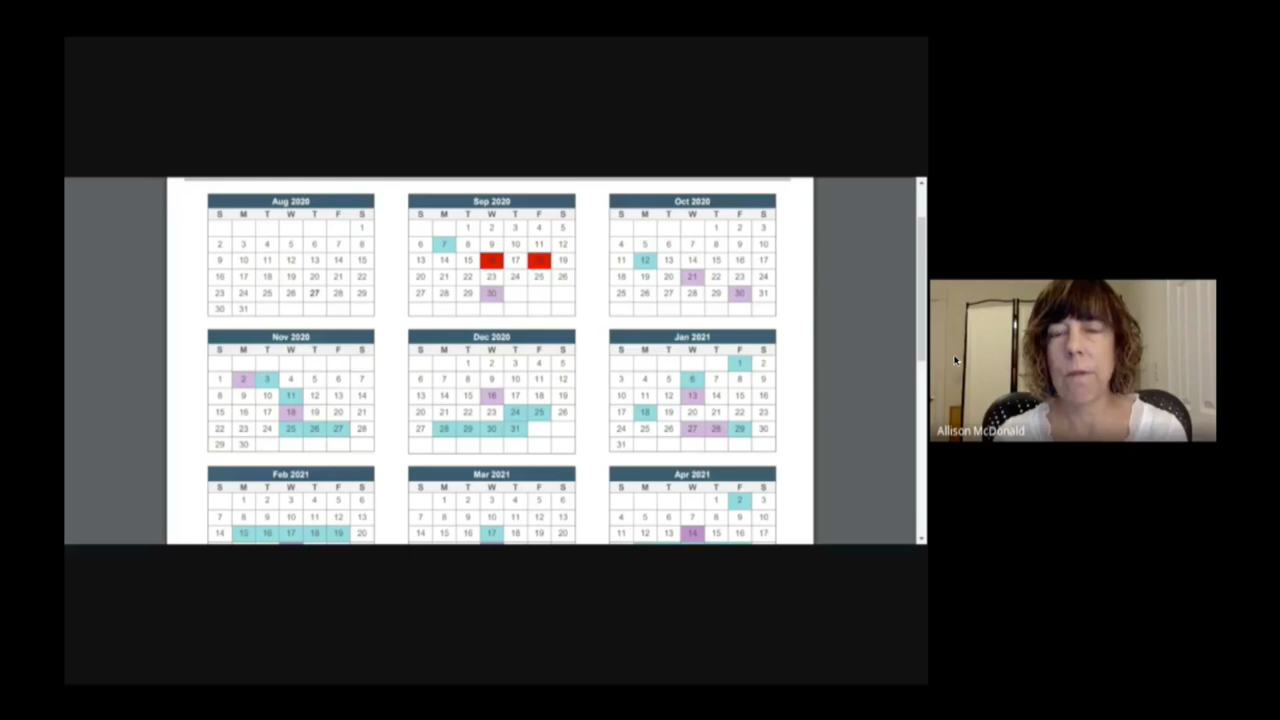 Aug 2020 Sep 2020 Oct 2020
S M T W T F S S M T W T F S S M T W T F S
1 1 2 3 4 5 1 2 3
2 3 4 5 6 7 8 6 7 8 9 10 11 12 4 5 6 7 8 9 10
9 10 11 12 13 14 15 13 14 15 17 19 11 12 13 14 15 16 17
16 17 18 19 20 21 22 20 21 22 23 24 25 26 18 19 20 21 22 23 24
23 24 25 26 27 28 29 27 28 29 30 25 26 27 28 29 30 31
30 31
Nov 2020 Dec 2020 Jan 2021
S M T W T F S S M T W T F S S M T W T F S
1 2 3 4 5 1 2
1 2 3 4 5 6 7 6 7 8 9 10 11 12 3 4 5 6 7 8 9
8 9 10 11 12 13 14 13 14 15 16 17 18 19 10 11 12 13 14 15 16
15 16 17 18 19 20 21 20 21 22 23 24 25 26 17 18 19 20 21 22 23
22 23 24 25 26 27 28 27 28 29 30 31 24 25 26 27 28 29 30
29 30 31
Feb 2021 Mar 2021 Apr 2021
S M T W T F S S M T W T F S S M T W T F S
1 2 3 4 5 6 1 2 3 4 5 6 1 2 3
7 8 9 10 11 12 13 7 8 9 10 11 12 13 4 5 6 7 8 9 10
14 15 16 17 18 19 20 14 15 16 17 18 19 20 11 12 13 14 15 16 17
Allison McDonald